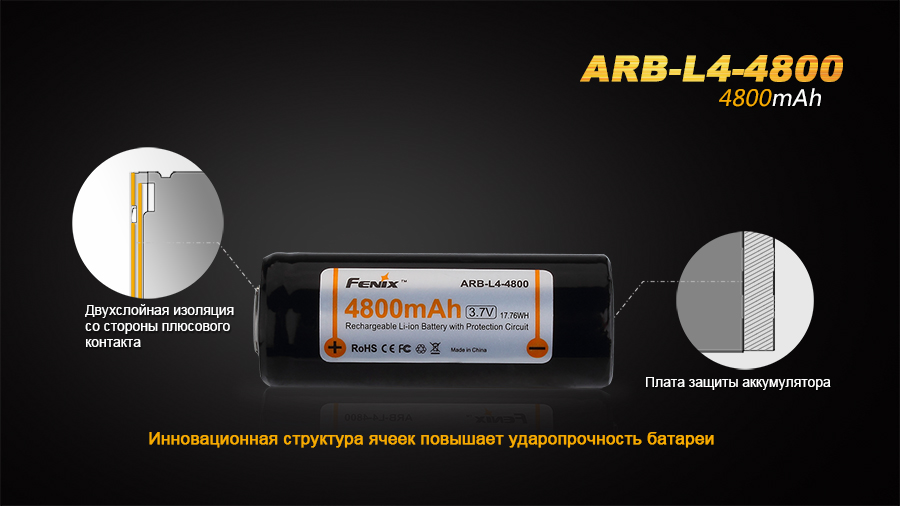 ARB-L4-4800
4800mAh
Двухслойная изоляция
со стороны плюсового
контакта
FENIX™ ARB-L4-4800
4800mAh 3.7V 17.76WH
Rechargeable Li-ion Battery with Protection Circuit
+ RoHS CE FC Made in China −
Плата защиты аккумулятора
Инновационная структура ячеек повышает ударопрочность батареи